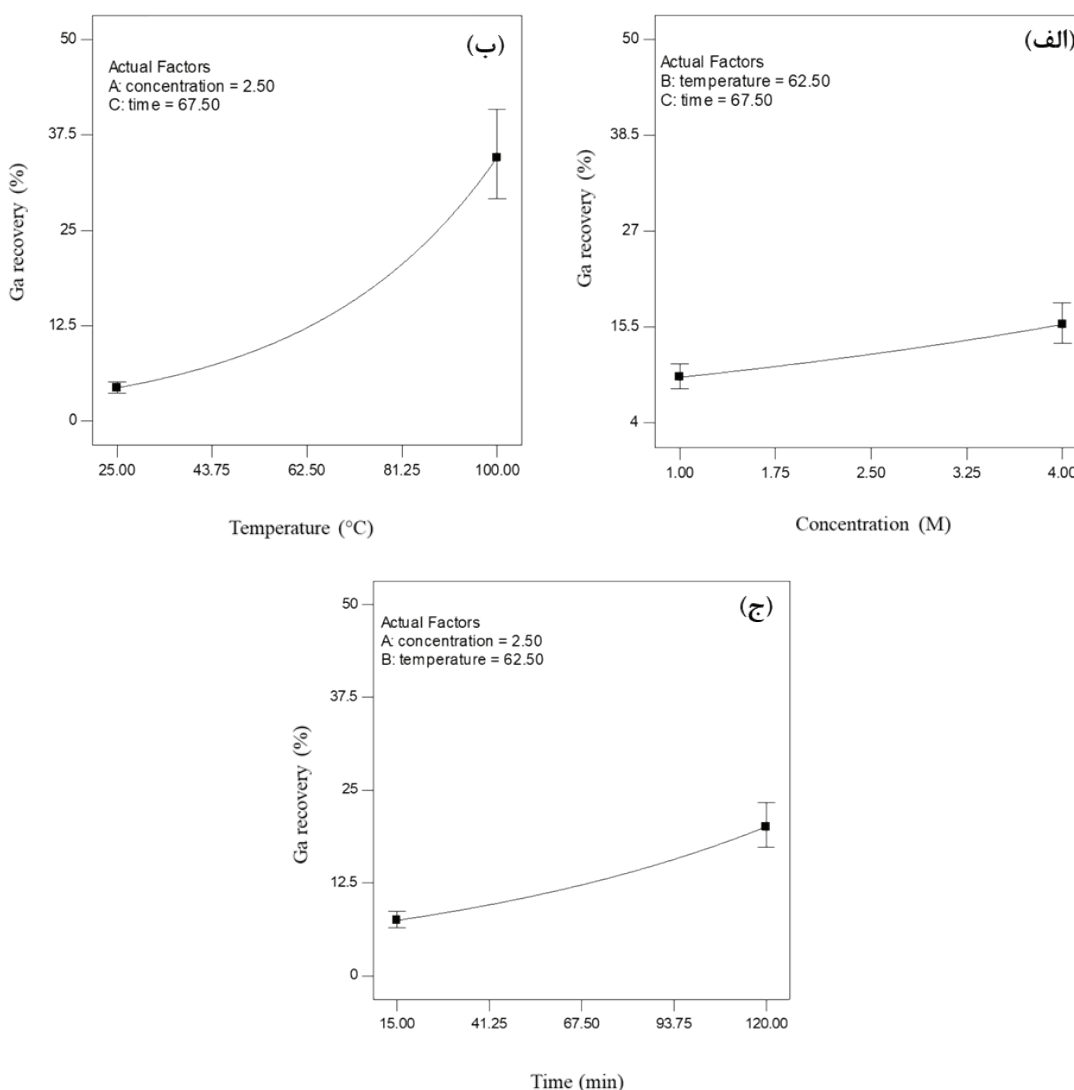 (الف)
Actual Factors
B: temperature = 62.50
C: time = 67.50
Ga recovery (%)
50
38.5
27
15.5
4
1.00 1.75 2.50 3.25 4.00
Concentration (M)
(ب)
Actual Factors
A: concentration = 2.50
C: time = 67.50
Ga recovery (%)
50
37.5
25
12.5
0
25.00 43.75 62.50 81.25 100.00
Temperature (°C)
(ج)
Actual Factors
A: concentration = 2.50
B: temperature = 62.50
Ga recovery (%)
50
37.5
25
12.5
0
15.00 41.25 67.50 93.75 120.00
Time (min)